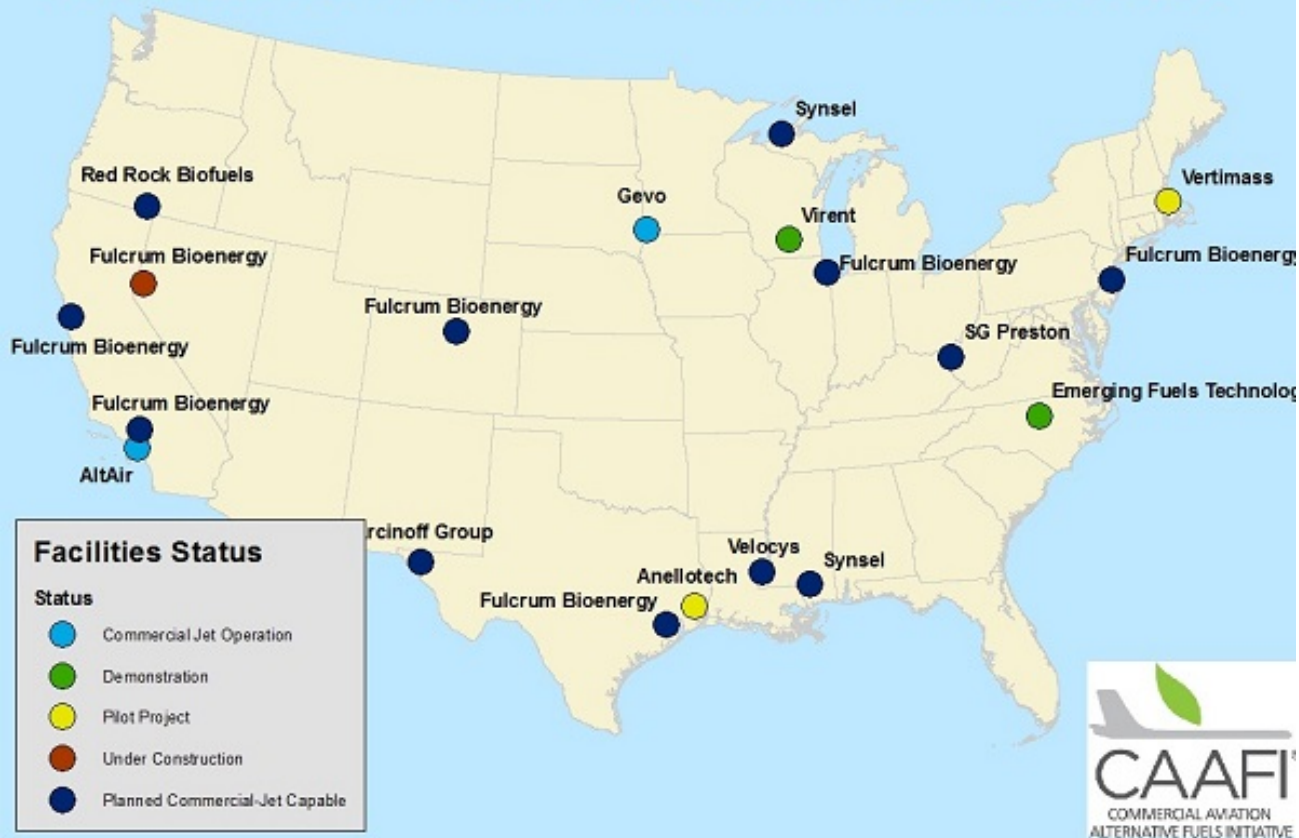 Synsel
Red Rock Biofuels
Gevo
Vertimass
Virent
Fulcrum Bioenergy
Fulcrum Bioenergy
Fulcrum Bioenergy
Fulcrum Bioenergy
SG Preston
Fulcrum Bioenergy
Emerging Fuels Technolog
Fulcrum Bioenergy
AltAir
rcinoff Group
Velocys
Synsel
Anellotech
Fulcrum Bioenergy
Facilities Status
Status
Commercial Jet Operation
Demonstration
Pilot Project
Under Construction
Planned Commercial-Jet Capable
CAAFI®
COMMERCIAL AVIATION
ALTERNATIVE FUELS INITIATIVE